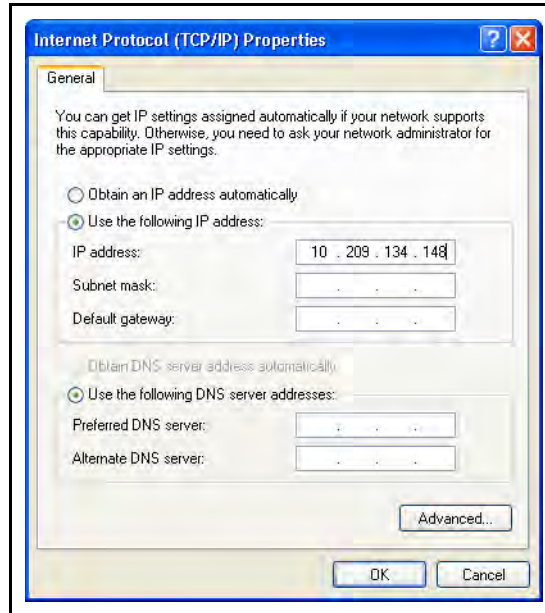 Internet Protocol (TCP/IP) Properties
General
You can get IP settings assigned automatically if your network supports
this capability. Otherwise, you need to ask your network administrator for
the appropriate IP settings.
Obtain an IP address automatically
Use the following IP address:
IP address: 10 . 209 . 134 . 148
Subnet mask: . . .
Default gateway: . . .
Obtain DNS server address automatically
Use the following DNS server addresses:
Preferred DNS server: . . .
Alternate DNS server: . . .
Advanced...
OK Cancel